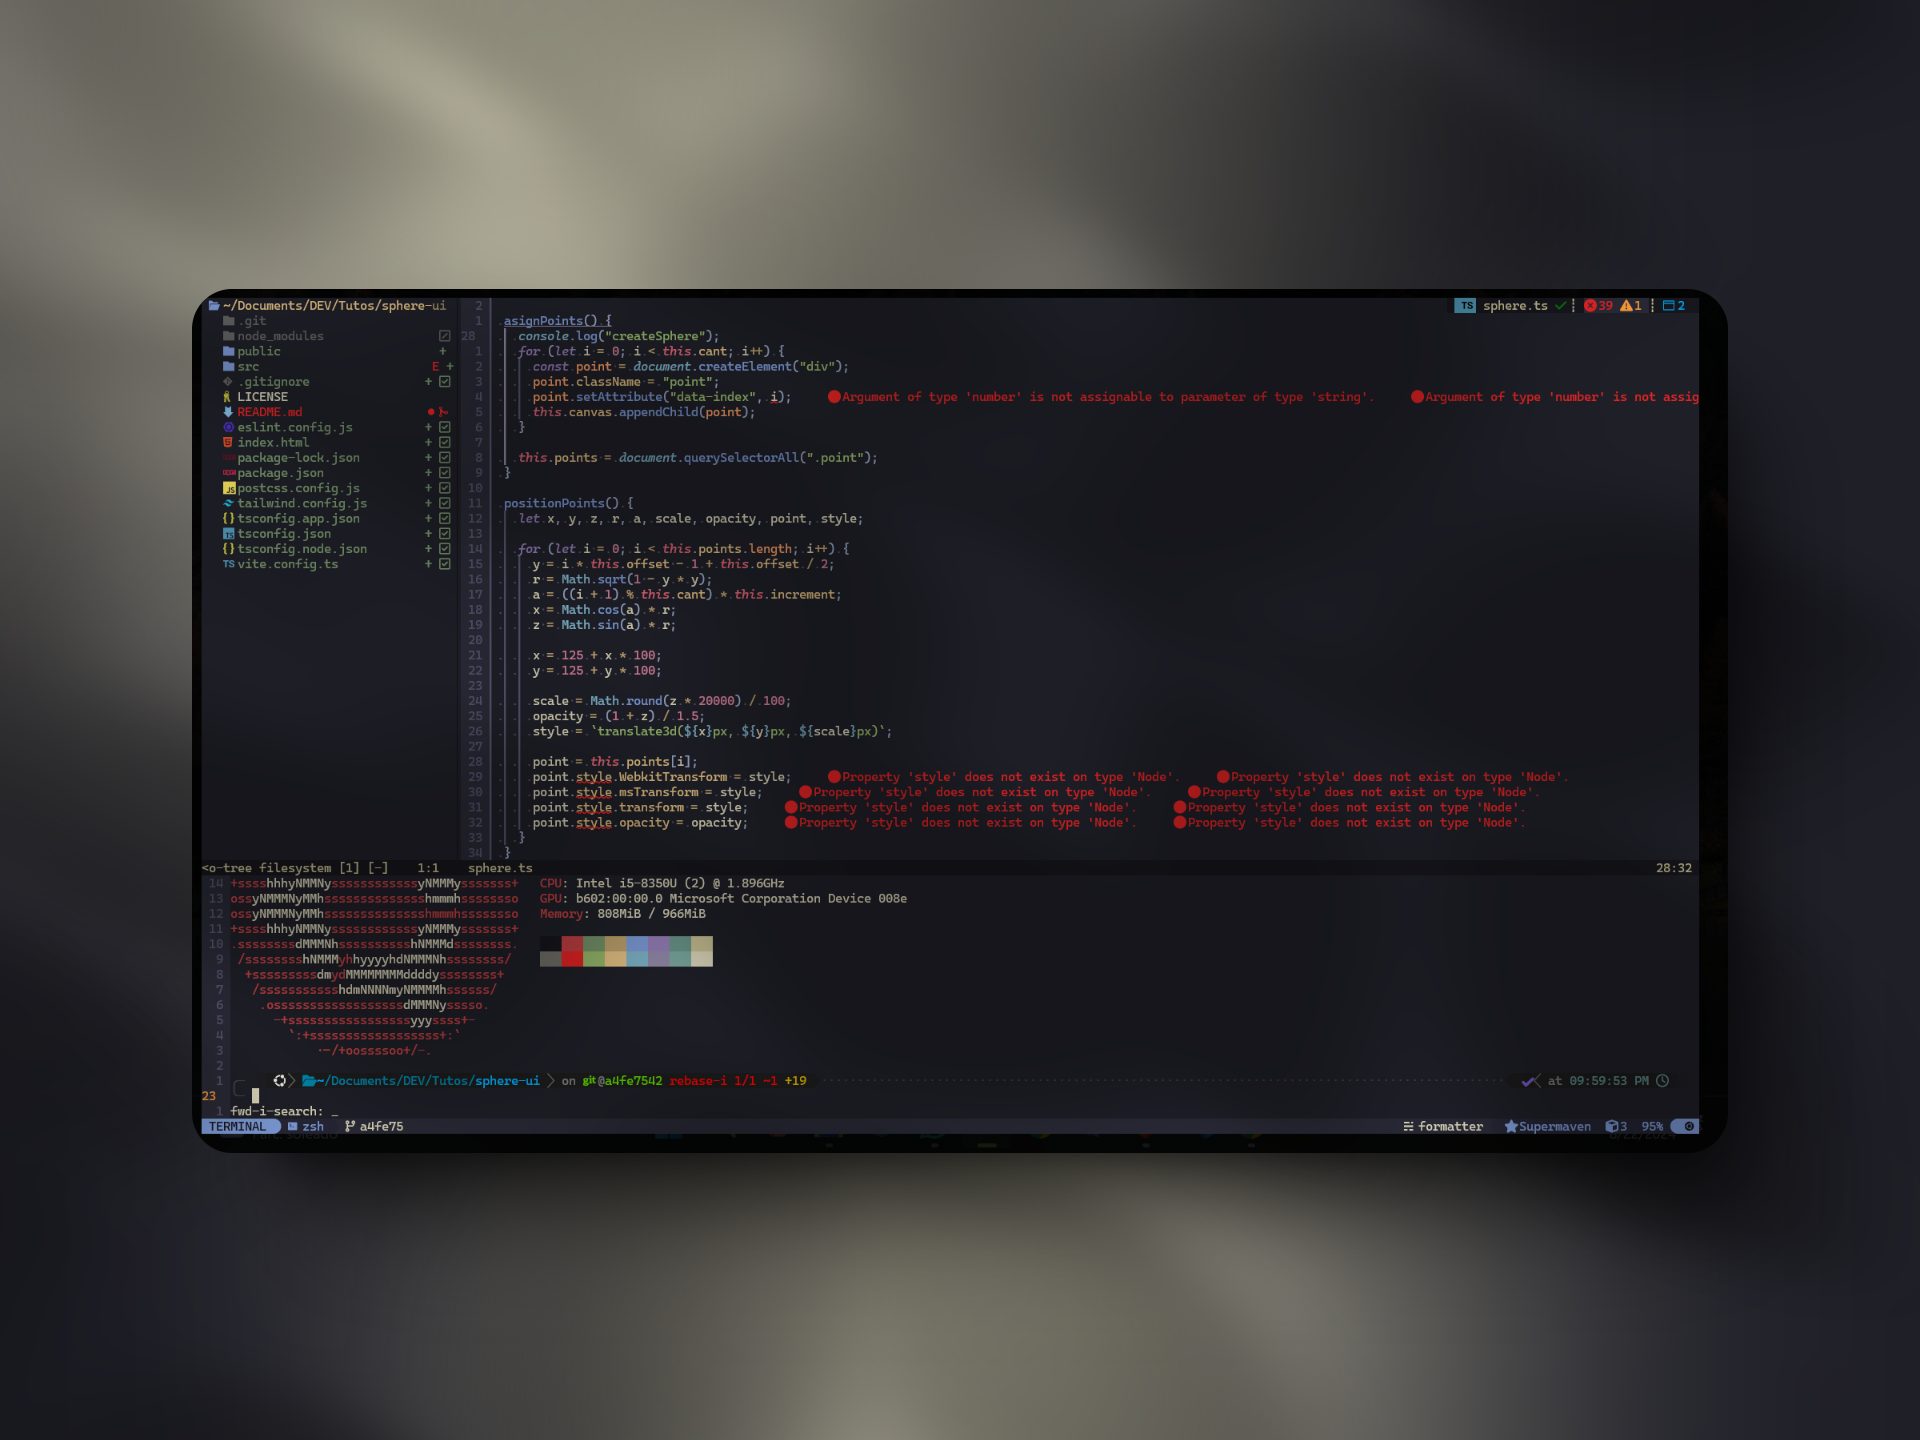 ~/Documents/DEV/Tutos/sphere-ui
.git
node_modules
public +
src E +
.gitignore +
LICENSE
README.md
eslint.config.js +
index.html +
package-lock.json +
package.json +
postcss.config.js +
tailwind.config.js +
tsconfig.app.json +
tsconfig.json +
tsconfig.node.json +
vite.config.ts +
TS sphere.ts 39 1 2
2
1 asignPoints() {
28 console.log("createSphere");
1 for (let i = 0; i < this.cant; i++) {
2 const point = document.createElement("div");
3 point.className = "point";
4 point.setAttribute("data-index", i); Argument of type 'number' is not assignable to parameter of type 'string'. Argument of type 'number' is not assig
5 this.canvas.appendChild(point);
6 }
7
8 this.points = document.querySelectorAll(".point");
9 }
10
11 positionPoints() {
12 let x, y, z, r, a, scale, opacity, point, style;
13
14 for (let i = 0; i < this.points.length; i++) {
15 y = i * this.offset - 1 + this.offset / 2;
16 r = Math.sqrt(1 - y * y);
17 a = ((i + 1) % this.cant) * this.increment;
18 x = Math.cos(a) * r;
19 z = Math.sin(a) * r;
20
21 x = 125 + x * 100;
22 y = 125 + y * 100;
23
24 scale = Math.round(z * 20000) / 100;
25 opacity = (1 + z) / 1.5;
26 style = `translate3d(${x}px, ${y}px, ${scale}px)`;
27
28 point = this.points[i];
29 point.style.WebkitTransform = style; Property 'style' does not exist on type 'Node'. Property 'style' does not exist on type 'Node'.
30 point.style.msTransform = style; Property 'style' does not exist on type 'Node'. Property 'style' does not exist on type 'Node'.
31 point.style.transform = style; Property 'style' does not exist on type 'Node'. Property 'style' does not exist on type 'Node'.
32 point.style.opacity = opacity; Property 'style' does not exist on type 'Node'. Property 'style' does not exist on type 'Node'.
33 }
34 }
<o-tree filesystem [1] [-] 1:1 sphere.ts 28:32
14 +sssshhhyNMMNyssssssssssssyNMMMysssssss+ CPU: Intel i5-8350U (2) @ 1.896GHz
13 ossyNMMMNyMMhsssssssssssssshmmmhssssssso GPU: b602:00:00.0 Microsoft Corporation Device 008e
12 ossyNMMMNyMMhsssssssssssssshmmmhssssssso Memory: 808MiB / 966MiB
11 +sssshhhyNMMNyssssssssssssyNMMMysssssss+
10 .ssssssssdMMMNhsssssssssshNMMMdssssssss.
9 /sssssssshNMMMyhhyyyyhdNMMMNhssssssss/
8 +sssssssssdmydMMMMMMMMddddyssssssss+
7 /ssssssssssshdmNNNNmyNMMMMhssssss/
6 .ossssssssssssssssssdMMMNysssso.
5 -+sssssssssssssssssyyyssss+-
4 `:+ssssssssssssssssss+:`
3 .-/+oossssoo+/-.
2
1 ~/Documents/DEV/Tutos/sphere-ui on git@a4fe7542 rebase-i 1/1 ~1 +19 at 09:59:53 PM
23
1 fwd-i-search: _
TERMINAL zsh a4fe75 formatter Supermaven 3 95%